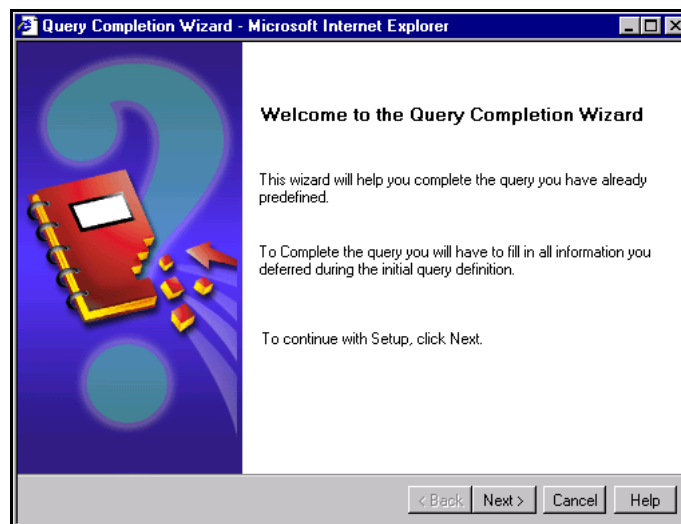 Query Completion Wizard - Microsoft Internet Explorer
Welcome to the Query Completion Wizard
This wizard will help you complete the query you have already
predefined.
To Complete the query you will have to fill in all information you
deferred during the initial query definition.
To continue with Setup, click Next.
< Back Next > Cancel Help